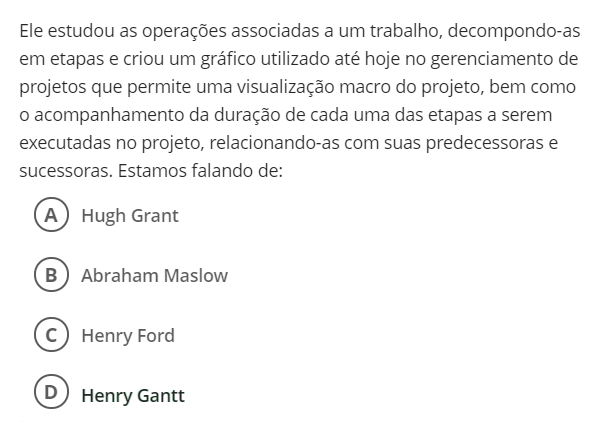 Ele estudou as operações associadas a um trabalho, decompondo-as
em etapas e criou um gráfico utilizado até hoje no gerenciamento de
projetos que permite uma visualização macro do projeto, bem como
o acompanhamento da duração de cada uma das etapas a serem
executadas no projeto, relacionando-as com suas predecessoras e
sucessoras. Estamos falando de:
A Hugh Grant
B Abraham Maslow
C Henry Ford
D Henry Gantt